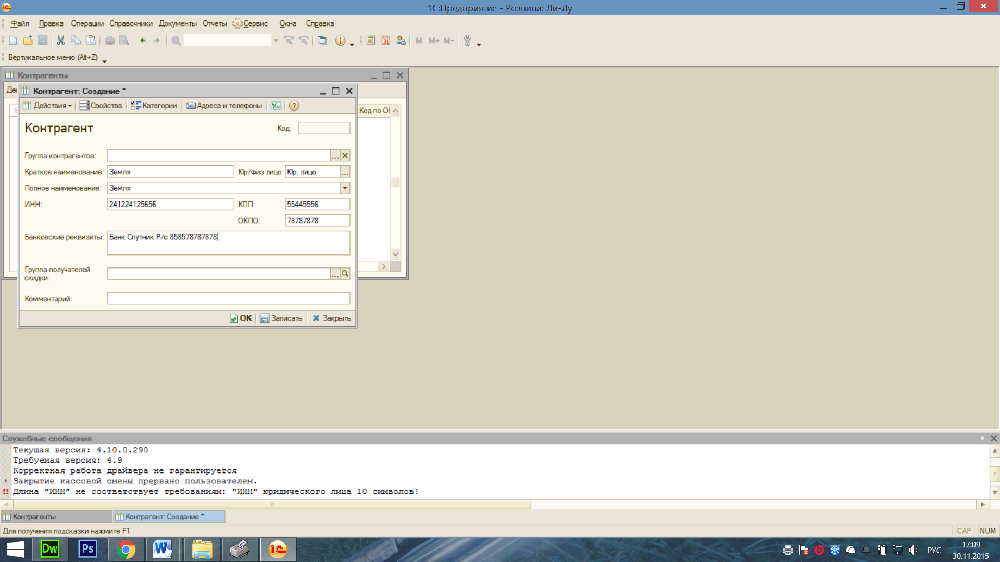 1С:Предприятие - Розница: Ли-Лу
Файл Правка Операции Справочники Документы Отчеты Сервис Окна Справка
M M+ M-
Вертикальное меню (Alt+Z)
Контрагенты
Контрагент: Создание *
Действия Свойства Категории Адреса и телефоны
Код по О
Контрагент
Код:
Группа контрагентов:
Краткое наименование: Земля Юр/физ лицо: Юр. лицо
Полное наименование: Земля
ИНН: 241224125656 КПП: 55445556
ОКПО: 78787878
Банковские реквизиты: Банк Спутник Р/с 858578787878
Группа получателей
скидки:
Комментарий:
OK Записать Закрыть
Служебные сообщения
Текущая версия: 4.10.0.290
Требуемая версия: 4.9
Корректная работа драйвера не гарантируется
Закрытие кассовой смены прервано пользователем.
Длина "ИНН" не соответствует требованиям: "ИНН" юридического лица 10 символов!
Контрагенты Контрагент: Создание *
Для получения подсказки нажмите F1
CAP NUM
Dw Ps
РУС
17:09
30.11.2015